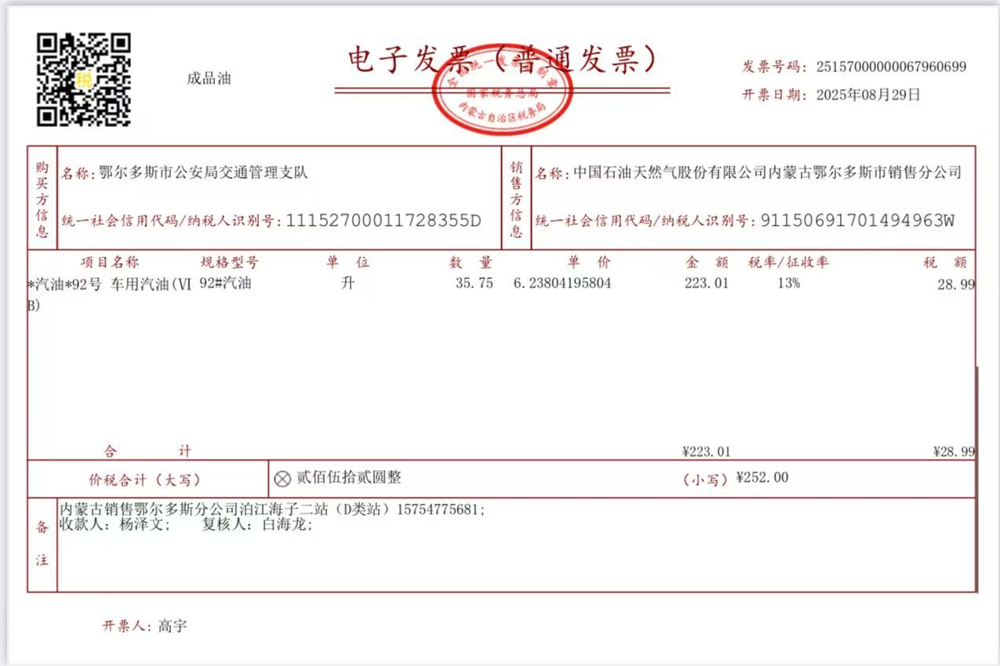 电子发票（普通发票）
全国统一发票监制章
国家税务总局
内蒙古自治区税务局
税
成品油
发票号码：25157000000067960699
开票日期：2025年08月29日
购买方信息
名称：鄂尔多斯市公安局交通管理支队
统一社会信用代码/纳税人识别号：11152700011728355D
销售方信息
名称：中国石油天然气股份有限公司内蒙古鄂尔多斯市销售分公司
统一社会信用代码/纳税人识别号：91150691701494963W
项目名称 规格型号 单 位 数 量 单 价 金 额 税率/征收率 税 额
*汽油*92号 车用汽油(VI 92#汽油 升 35.75 6.23804195804 223.01 13% 28.99
B)
合 计 ¥223.01 ¥28.99
价税合计（大写） ⊗ 贰佰伍拾贰圆整 （小写）¥252.00
备注
内蒙古销售鄂尔多斯分公司泊江海子二站（D类站）15754775681;
收款人：杨泽文; 复核人：白海龙;
开票人：高宇